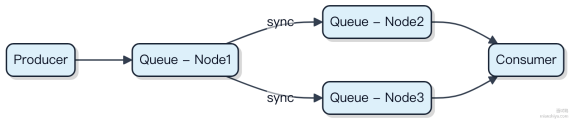 Producer
Queue – Node1
sync
sync
Queue – Node2
Queue – Node3
Consumer